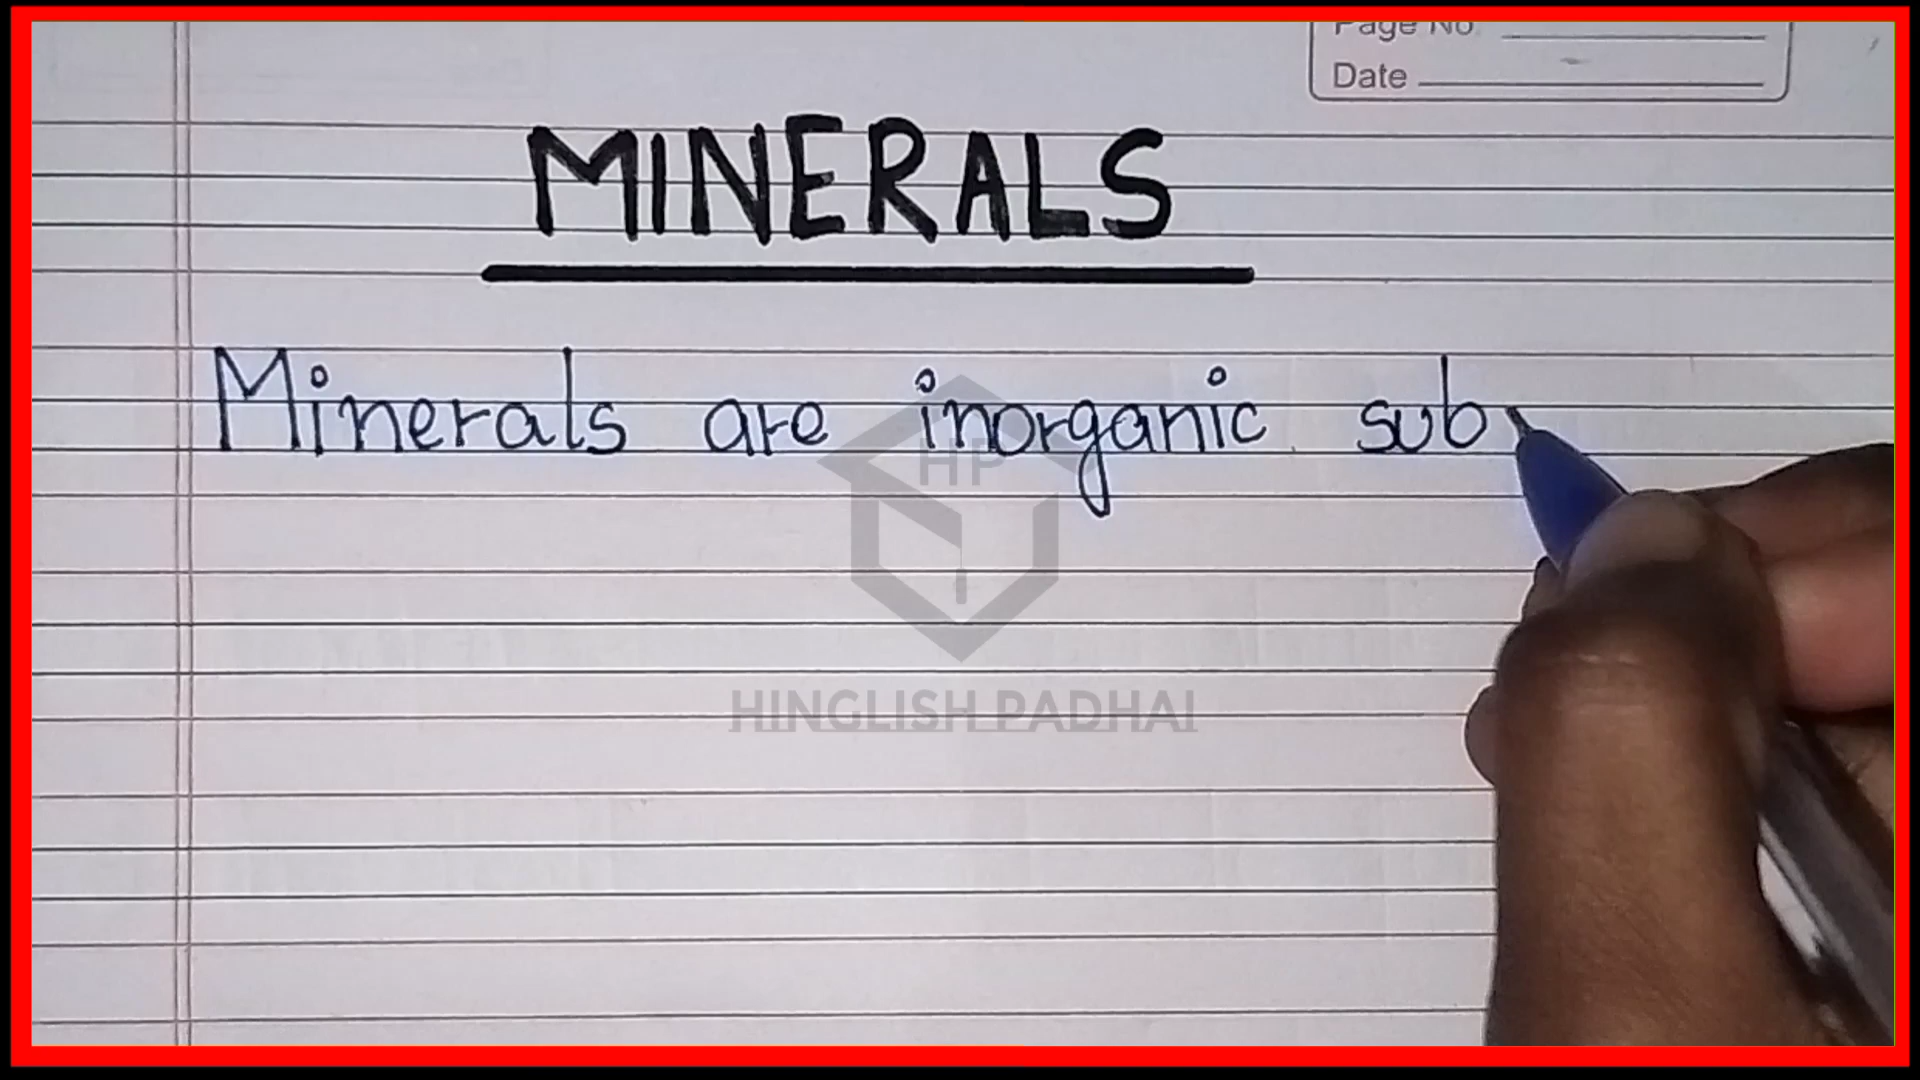 Page No
Date
MINERALS
Minerals are inorganic sub
HP
HINGLISH PADHAI